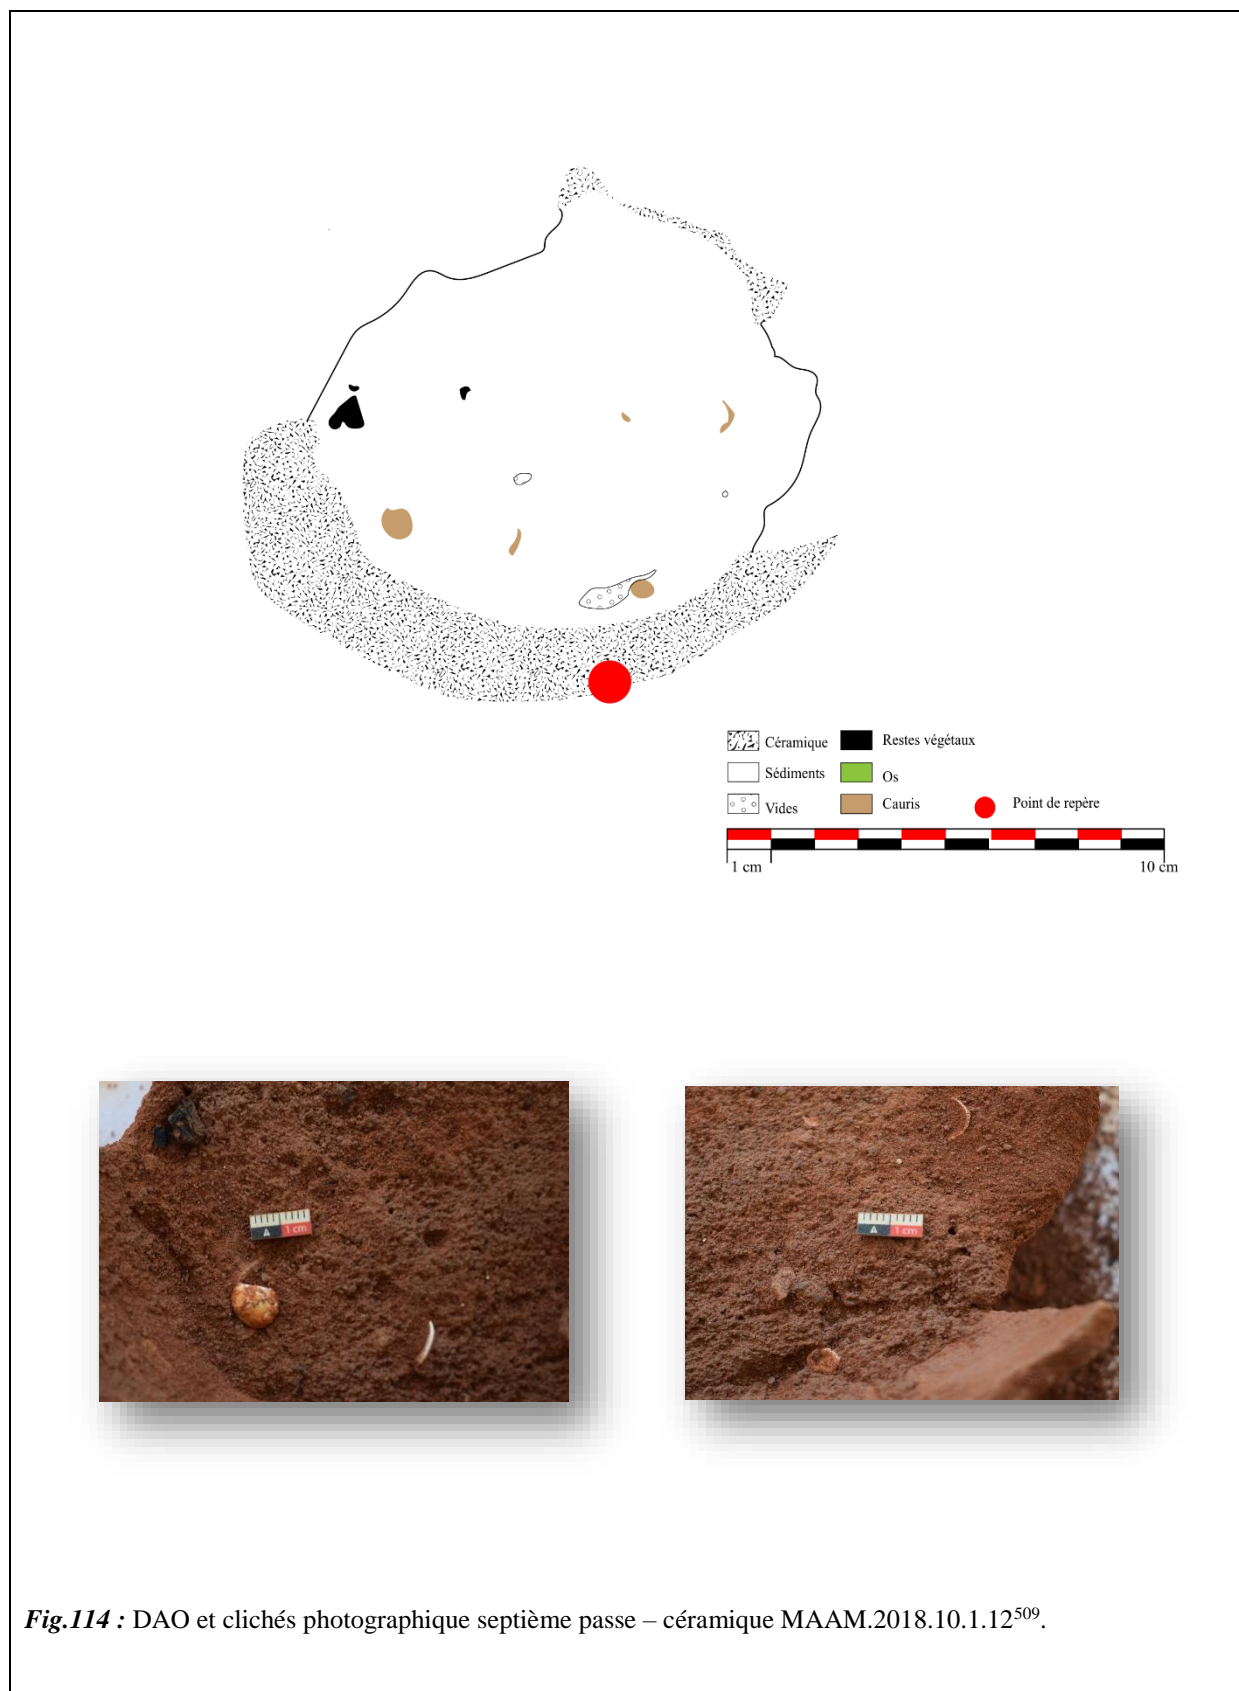 Céramique
Restes végétaux
Sédiments
Os
Vides
Cauris
Point de repère
1 cm
10 cm
A 1 cm
A 1 cm
Fig.114 : DAO et clichés photographique septième passe – céramique MAAM.2018.10.1.12509.